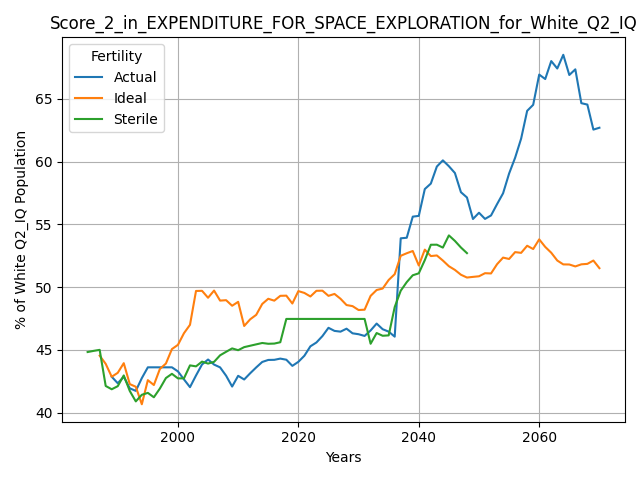 Score_2_in_EXPENDITURE_FOR_SPACE_EXPLORATION_for_White_Q2_IQ
Fertility
Actual
Ideal
Sterile
% of White Q2_IQ Population
65
60
55
50
45
40
2000
2020
2040
2060
Years